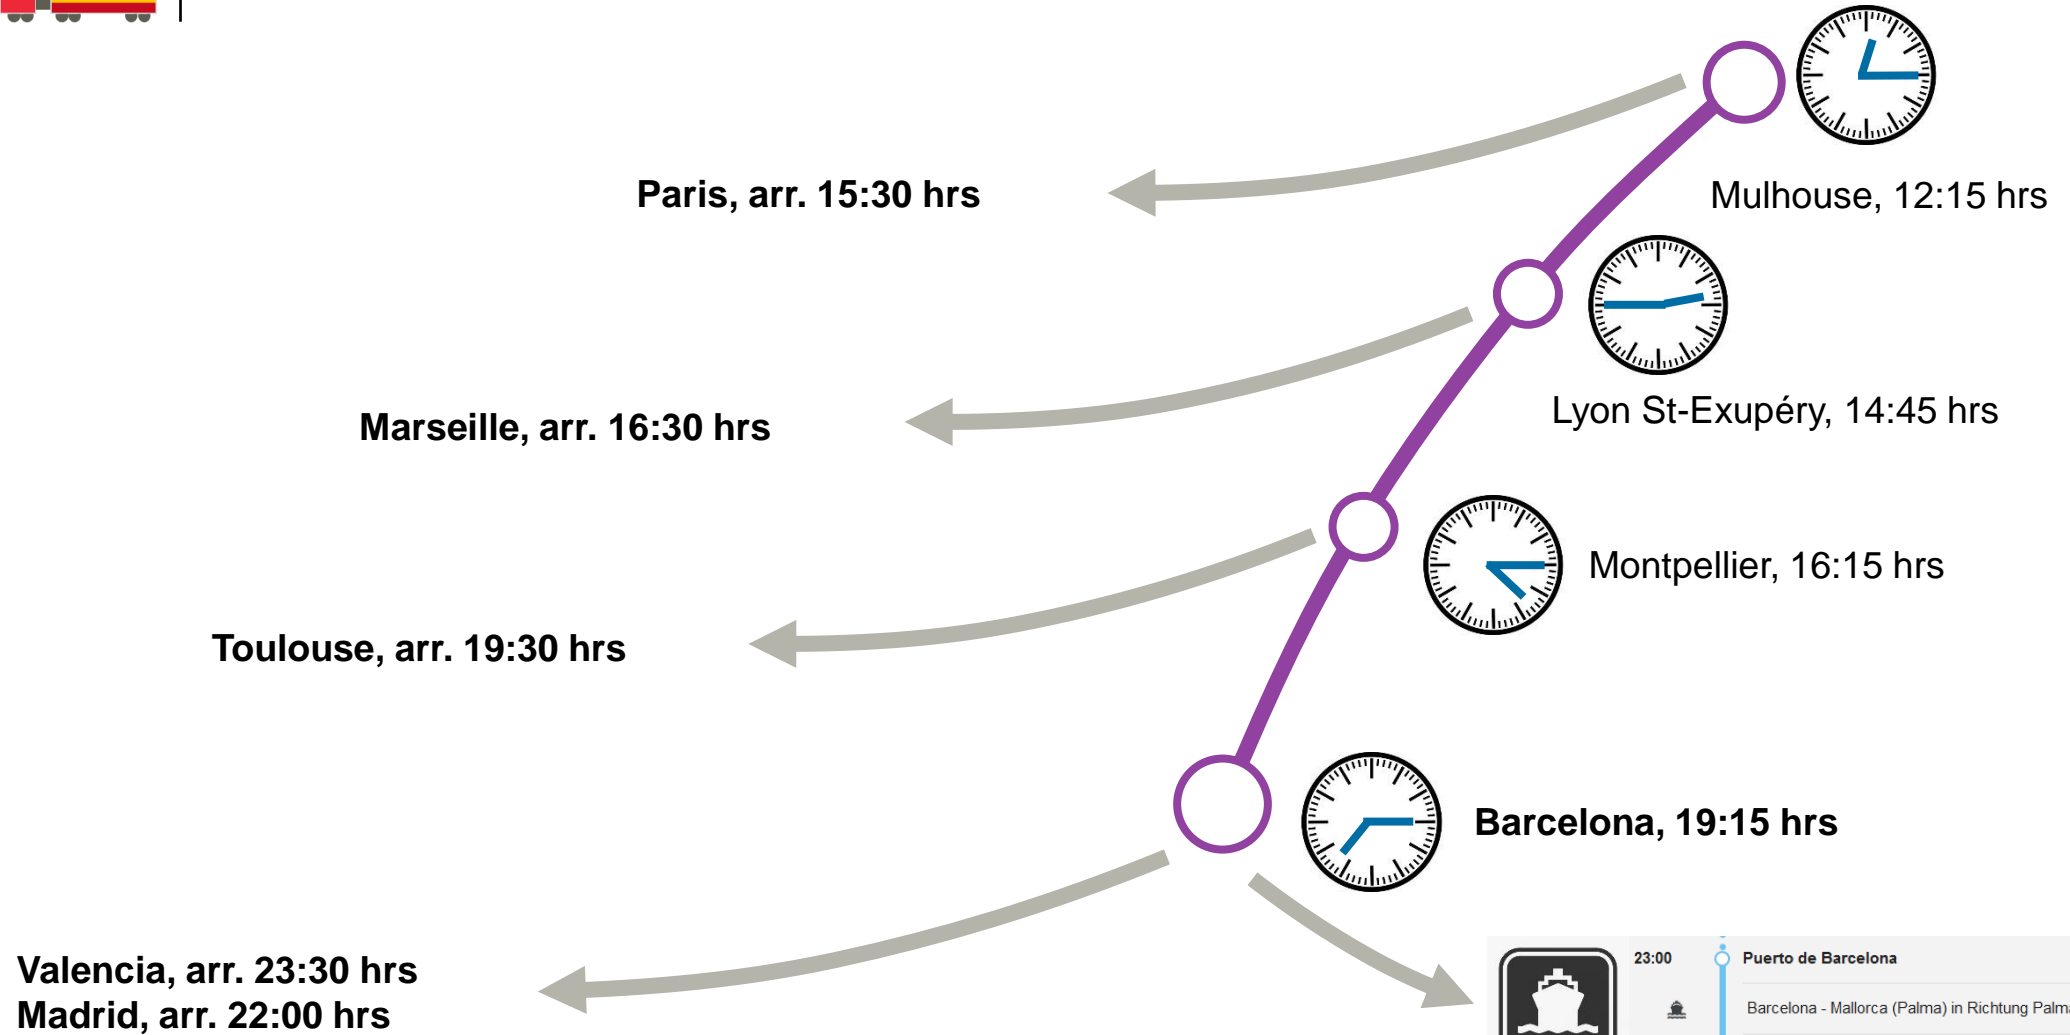 Mulhouse, 12:15 hrs
Paris, arr. 15:30 hrs
Lyon St-Exupéry, 14:45 hrs
Marseille, arr. 16:30 hrs
Montpellier, 16:15 hrs
Toulouse, arr. 19:30 hrs
Barcelona, 19:15 hrs
Valencia, arr. 23:30 hrs
Madrid, arr. 22:00 hrs
23:00 Puerto de Barcelona
Barcelona - Mallorca (Palma) in Richtung Palm